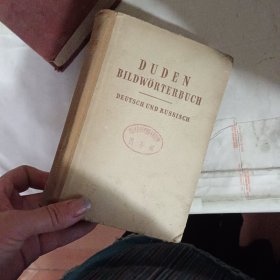 DUDEN
BILDWÖRTERBUCH
DEUTSCH UND RUSSISCH